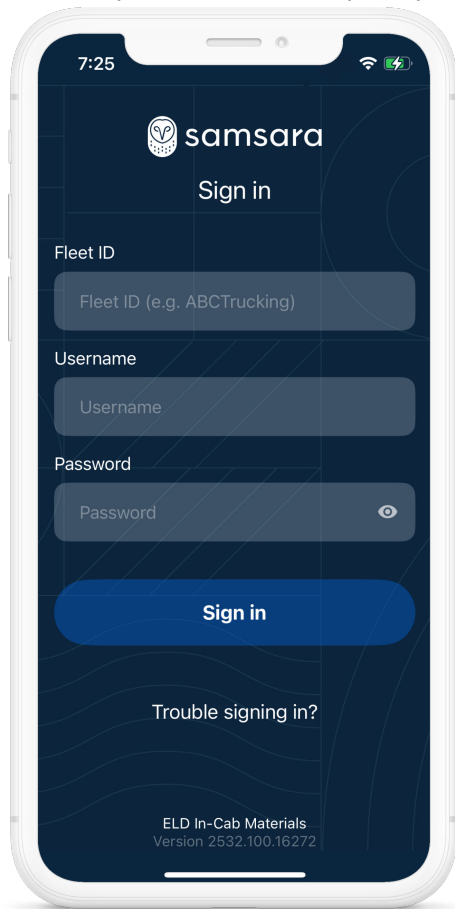 7:25
samsara
Sign in
Fleet ID
Fleet ID (e.g. ABCTrucking)
Username
Username
Password
Password
Sign in
Trouble signing in?
ELD In-Cab Materials
Version 2532.100.16272